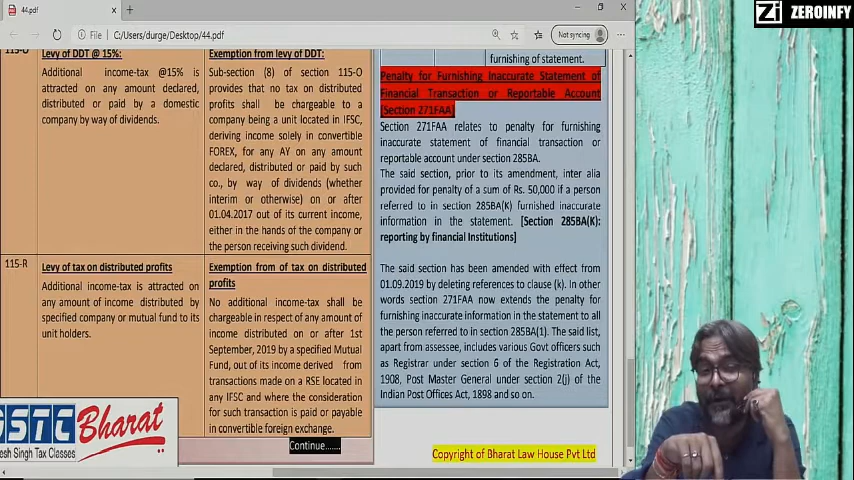 44.pdf
File
C:/Users/durge/Desktop/44.pdf
Not syncing
ZEROINFY
115-O
Levy of DDT @ 15%:
Additional income-tax @15% is
attracted on any amount declared,
distributed or paid by a domestic
company by way of dividends.
Exemption from levy of DDT:
Sub-section (8) of section 115-O
provides that no tax on distributed
profits shall be chargeable to a
company being a unit located in IFSC,
deriving income solely in convertible
FOREX, for any AY on any amount
declared, distributed or paid by such
co., by way of dividends (whether
interim or otherwise) on or after
01.04.2017 out of its current income,
either in the hands of the company or
the person receiving such dividend.
115-R
Levy of tax on distributed profits
Additional income-tax is attracted on
any amount of income distributed by
specified company or mutual fund to its
unit holders.
Exemption from of tax on distributed
profits
No additional income-tax shall be
chargeable in respect of any amount of
income distributed on or after 1st
September, 2019 by a specified Mutual
Fund, out of its income derived from
transactions made on a RSE located in
any IFSC and where the consideration
for such transaction is paid or payable
in convertible foreign exchange.
Continue.......
furnishing of statement.
Penalty for Furnishing Inaccurate Statement of
Financial Transaction or Reportable Account
[Section 271FAA]
Section 271FAA relates to penalty for furnishing
inaccurate statement of financial transaction or
reportable account under section 285BA.
The said section, prior to its amendment, inter alia
provided for penalty of a sum of Rs. 50,000 if a person
referred to in section 285BA(K) furnished inaccurate
information in the statement. [Section 285BA(K):
reporting by financial Institutions]
The said section has been amended with effect from
01.09.2019 by deleting references to clause (k). In other
words section 271FAA now extends the penalty for
furnishing inaccurate information in the statement to all
the person referred to in section 285BA(1). The said list,
apart from assessee, includes various Govt officers such
as Registrar under section 6 of the Registration Act,
1908, Post Master General under section 2(j) of the
Indian Post Offices Act, 1898 and so on.
Copyright of Bharat Law House Pvt Ltd
GSTC Bharat
esh Singh Tax Classes